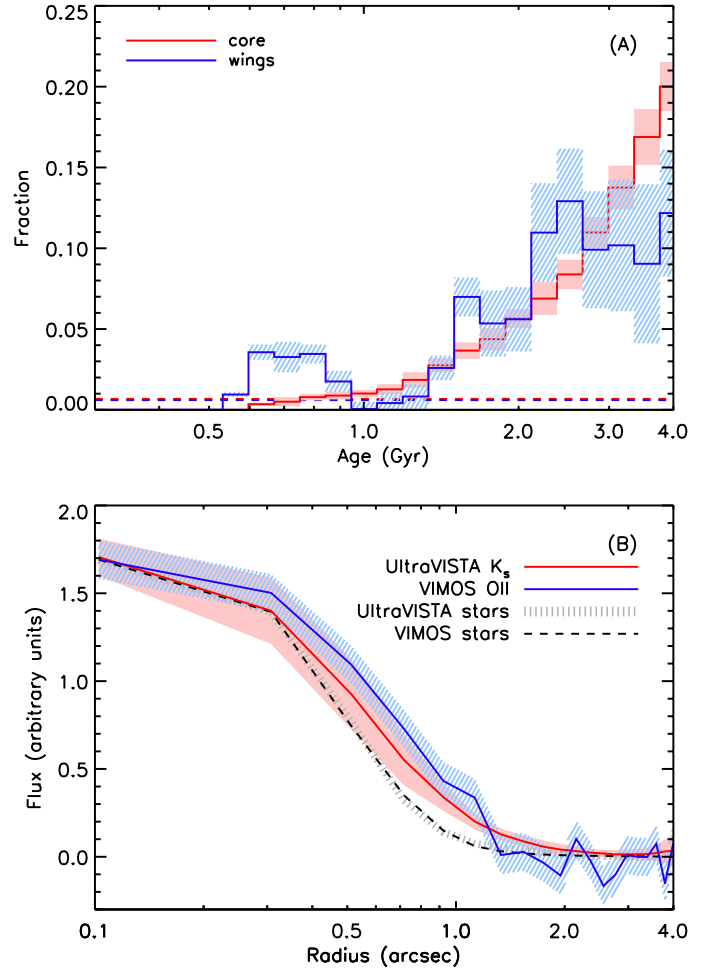 core
wings
(A)
0.25
0.20
0.15
0.10
0.05
0.00
Fraction
0.5
1.0
2.0
3.0
4.0
Age (Gyr)
(B)
UltraVISTA Ks
VIMOS OII
UltraVISTA stars
VIMOS stars
2.0
1.5
1.0
0.5
0.0
Flux (arbitrary units)
0.1
0.5
1.0
2.0
4.0
Radius (arcsec)